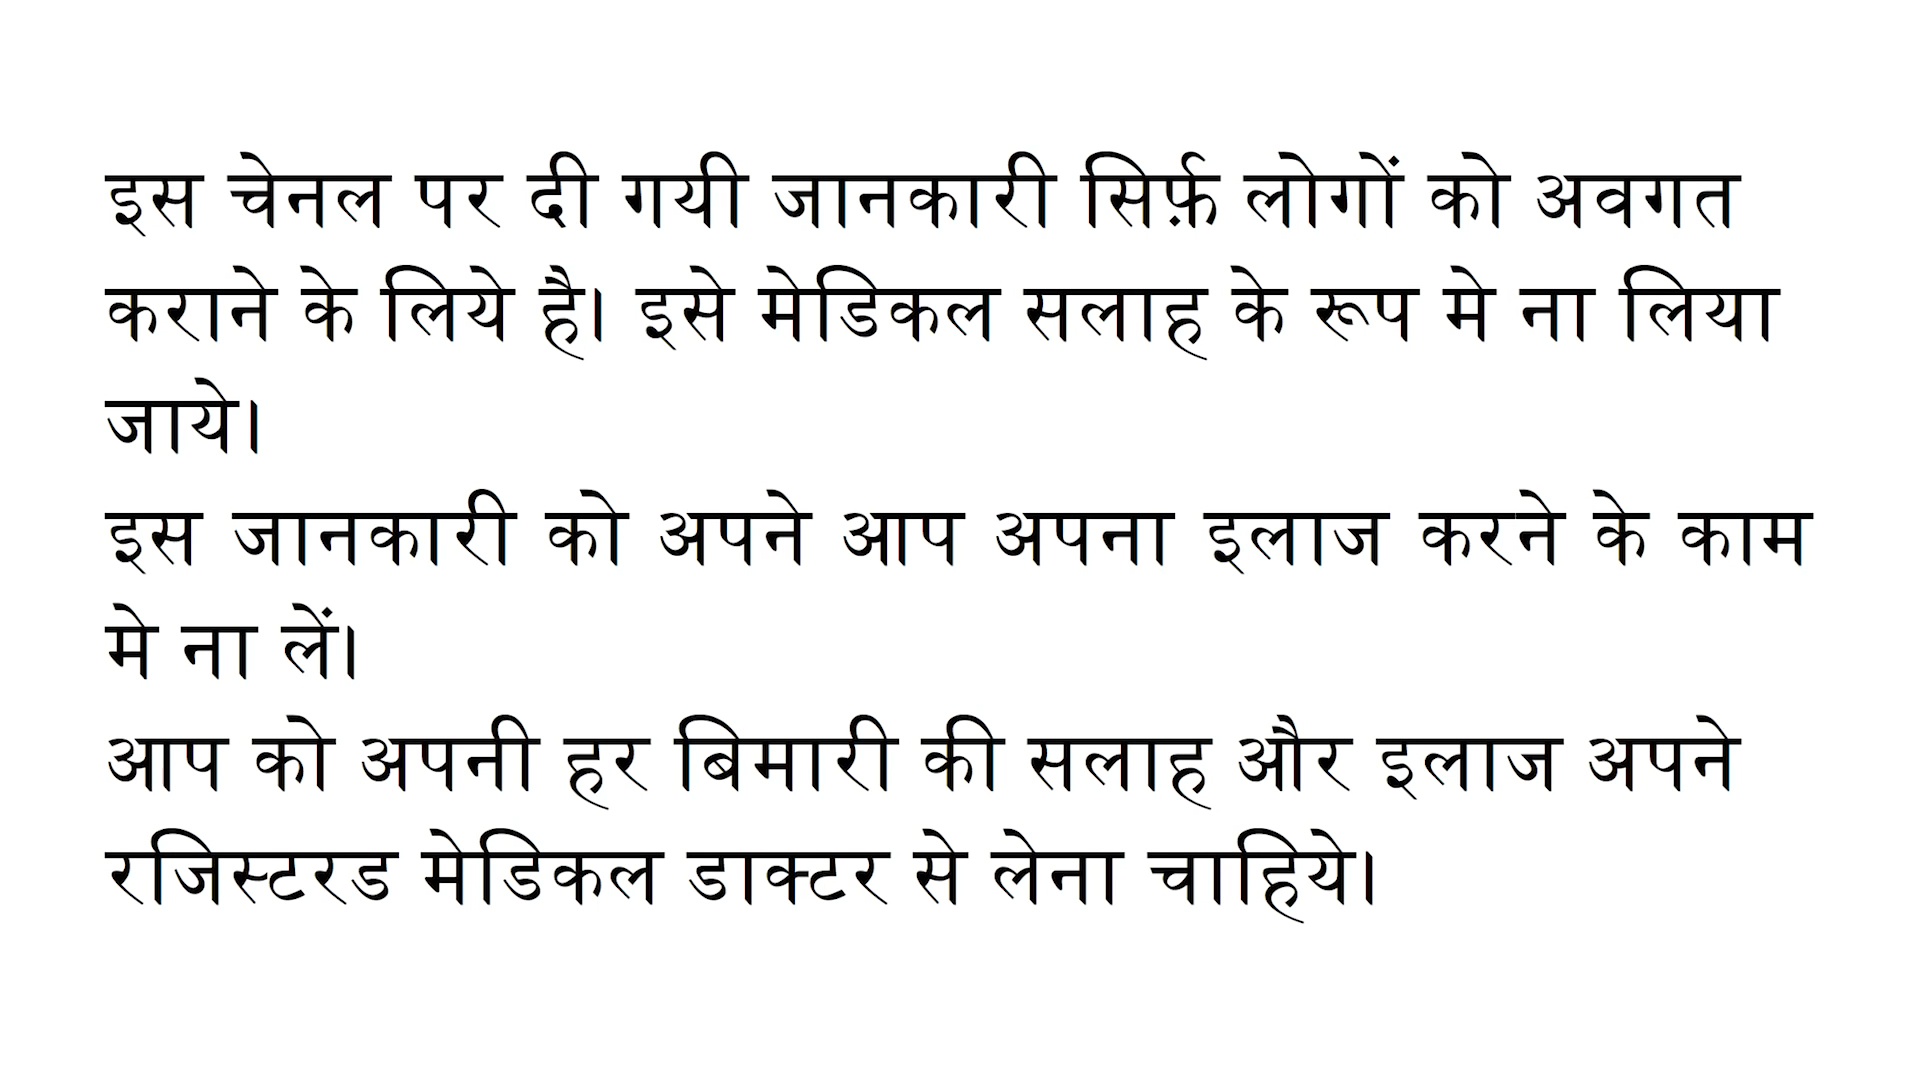 इस चेनल पर दी गयी जानकारी सिर्फ़ लोगों को अवगत
कराने के लिये है। इसे मेडिकल सलाह के रूप मे ना लिया
जाये।
इस जानकारी को अपने आप अपना इलाज करने के काम
मे ना लें।
आप को अपनी हर बिमारी की सलाह और इलाज अपने
रजिस्टरड मेडिकल डाक्टर से लेना चाहिये।